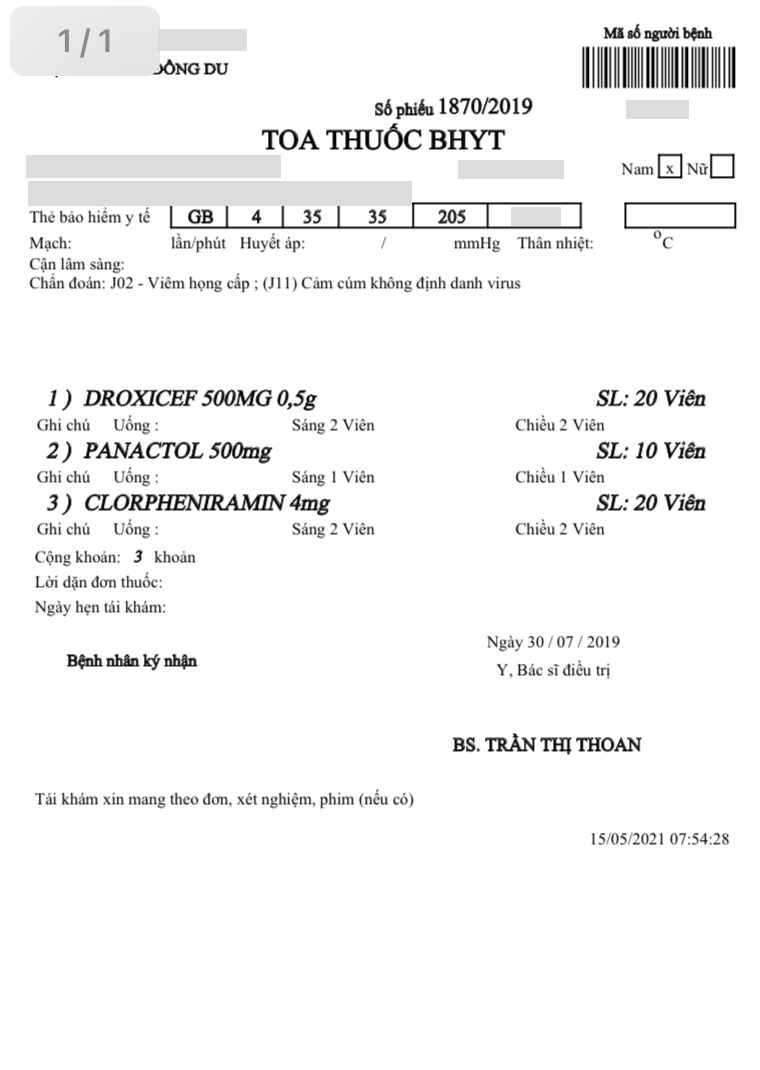 1/1
Mã số người bệnh
ĐÔNG DU
Số phiếu 1870/2019
TOA THUỐC BHYT
Nam x Nữ
Thẻ bảo hiểm y tế GB 4 35 35 205
Mạch: lần/phút Huyết áp: / mmHg Thân nhiệt: °C
Cận lâm sàng:
Chẩn đoán: J02 - Viêm họng cấp ; (J11) Cảm cúm không định danh virus
1 ) DROXICEF 500MG 0,5g SL: 20 Viên
Ghi chú Uống : Sáng 2 Viên Chiều 2 Viên
2 ) PANACTOL 500mg SL: 10 Viên
Ghi chú Uống : Sáng 1 Viên Chiều 1 Viên
3 ) CLORPHENIRAMIN 4mg SL: 20 Viên
Ghi chú Uống : Sáng 2 Viên Chiều 2 Viên
Cộng khoản: 3 khoản
Lời dặn đơn thuốc:
Ngày hẹn tái khám:
Ngày 30 / 07 / 2019
Bệnh nhân ký nhận
Y, Bác sĩ điều trị
BS. TRẦN THỊ THOAN
Tái khám xin mang theo đơn, xét nghiệm, phim (nếu có)
15/05/2021 07:54:28